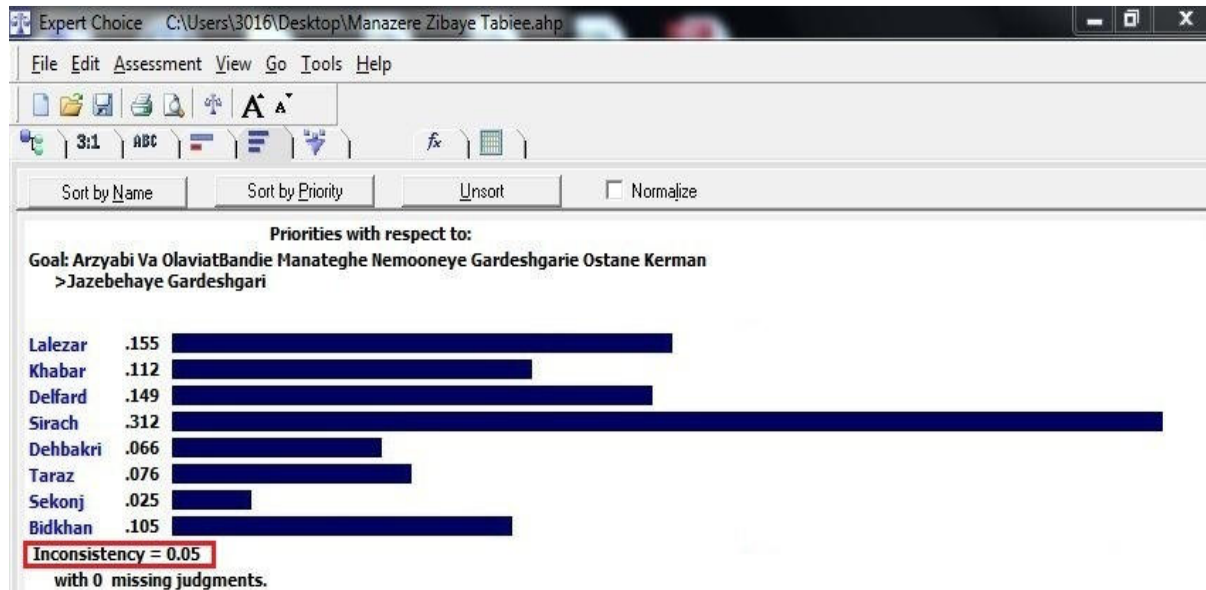 Expert Choice C:\Users\3016\Desktop\Manazere Zibaye Tabiee.ahp
File Edit Assessment View Go Tools Help
A A
3:1 ABC fx
Sort by Name Sort by Priority Unsort Normalize
Priorities with respect to:
Goal: Arzyabi Va OlaviatBandie Manateghe Nemooneye Gardeshgarie Ostane Kerman
>Jazebehaye Gardeshgari
Lalezar .155
Khabar .112
Delfard .149
Sirach .312
Dehbakri .066
Taraz .076
Sekonj .025
Bidkhan .105
Inconsistency = 0.05
with 0 missing judgments.